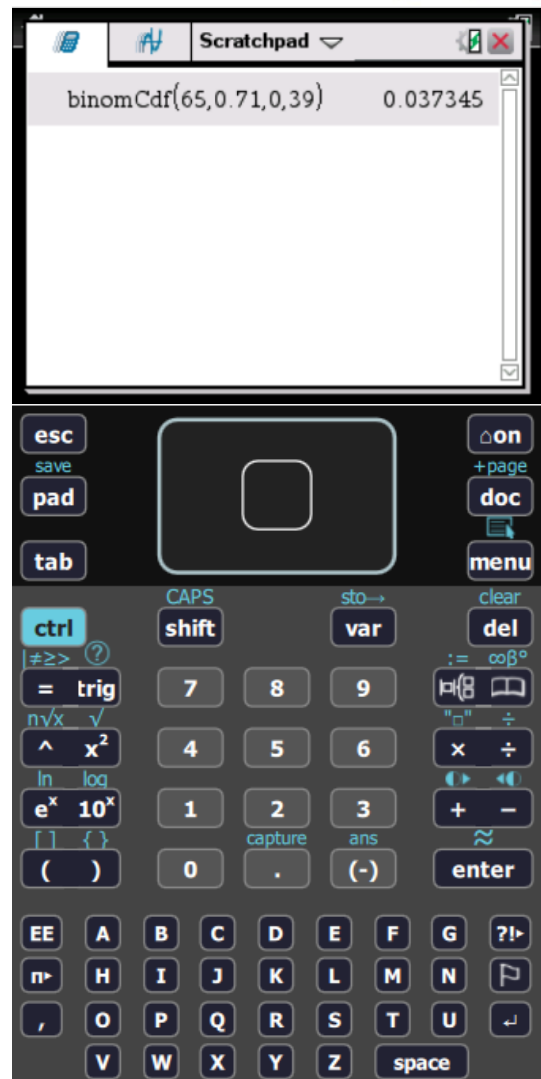 Scratchpad
binomCdf(65,0.71,0,39) 0.037345
esc ⌂on
save +page
pad doc
tab menu
CAPS sto→ clear
ctrl shift var del
|≠≥> ? := ∞β°
= trig 7 8 9
n√x √ "▫" ÷
^ x² 4 5 6 × ÷
ln log
eˣ 10ˣ 1 2 3 + −
[ ] { } capture ans ≈
( ) 0 . (-) enter
EE A B C D E F G ?!▸
π▸ H I J K L M N
, O P Q R S T U ↵
V W X Y Z space